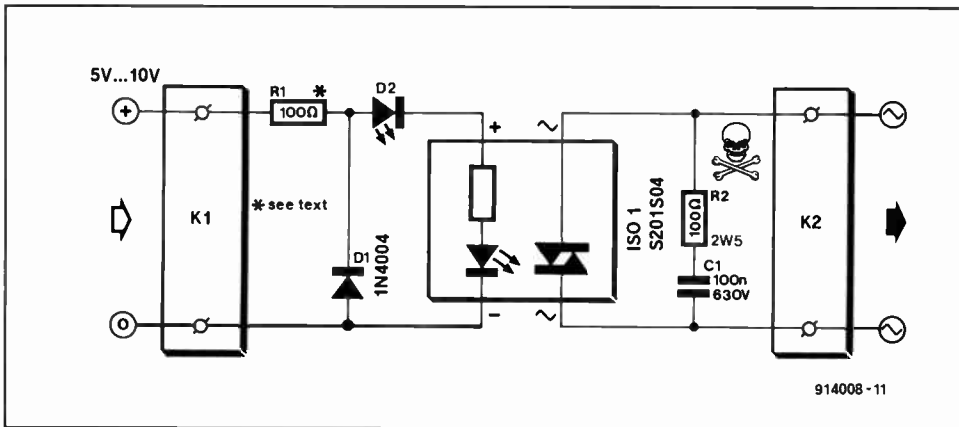 5V...10V
R1
*
100Ω
D2
+
+
K1
* see text
D1
1N4004
0
−
~
~
ISO 1
S201S04
R2
100Ω
2W5
C1
100n
630V
K2
~
~
914008 - 11